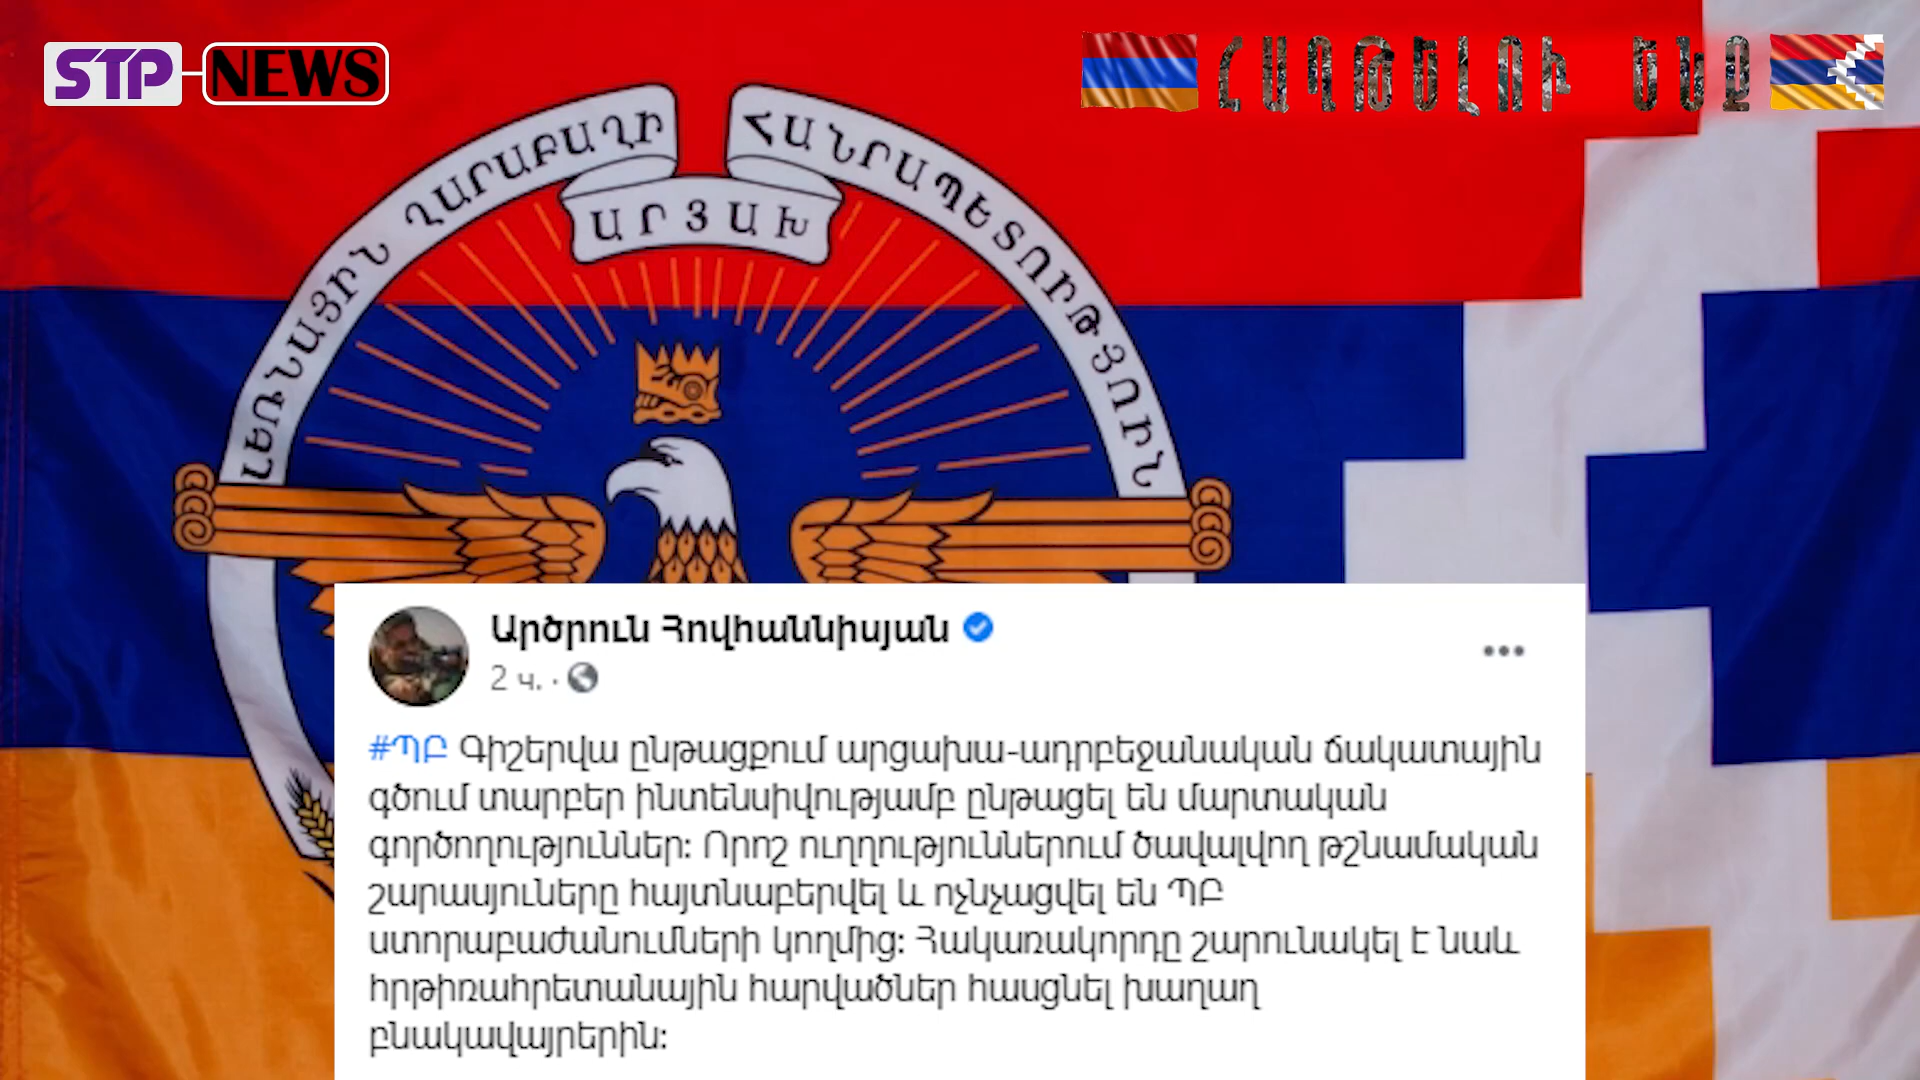 STP NEWS
ՀԱՂԹԵԼՈՒ ԵՆՔ
ԼԵՌՆԱՅԻՆ ՂԱՐԱԲԱՂԻ
ՀԱՆՐԱՊԵՏՈՒԹՅՈՒՆ
ԱՐՑԱԽ
Արծրուն Հովհաննիսյան
2 ч. ·
#ՊԲ Գիշերվա ընթացքում արցախա-ադրբեջանական ճակատային
գծում տարբեր ինտենսիվությամբ ընթացել են մարտական
գործողություններ: Որոշ ուղղություններում ծավալվող թշնամական
շարասյուները հայտնաբերվել և ոչնչացվել են ՊԲ
ստորաբաժանումների կողմից: Հակառակորդը շարունակել է նաև
հրթիռահրետանային հարվածներ հասցնել խաղաղ
բնակավայրերին: